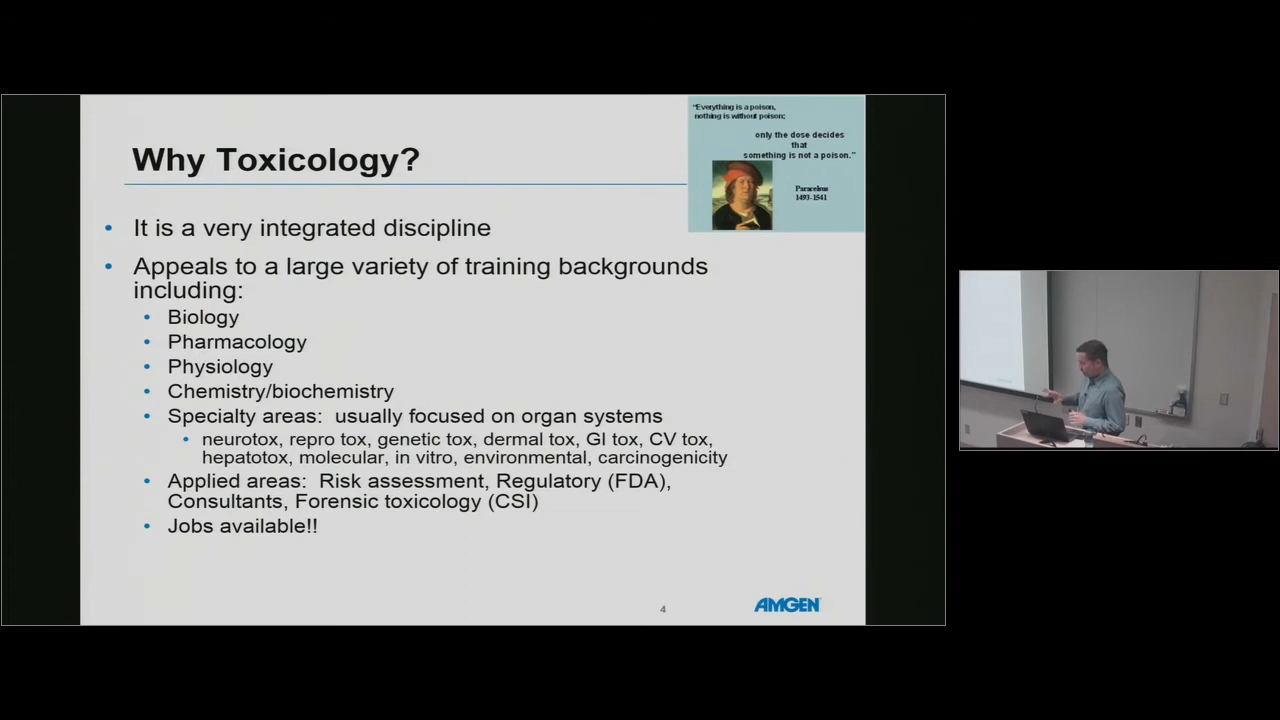 Why Toxicology?
"Everything is a poison,
nothing is without poison;
only the dose decides
that
something is not a poison."
Paracelsus
1493-1541
• It is a very integrated discipline
• Appeals to a large variety of training backgrounds
including:
• Biology
• Pharmacology
• Physiology
• Chemistry/biochemistry
• Specialty areas: usually focused on organ systems
• neurotox, repro tox, genetic tox, dermal tox, GI tox, CV tox,
hepatotox, molecular, in vitro, environmental, carcinogenicity
• Applied areas: Risk assessment, Regulatory (FDA),
Consultants, Forensic toxicology (CSI)
• Jobs available!!
4
AMGEN